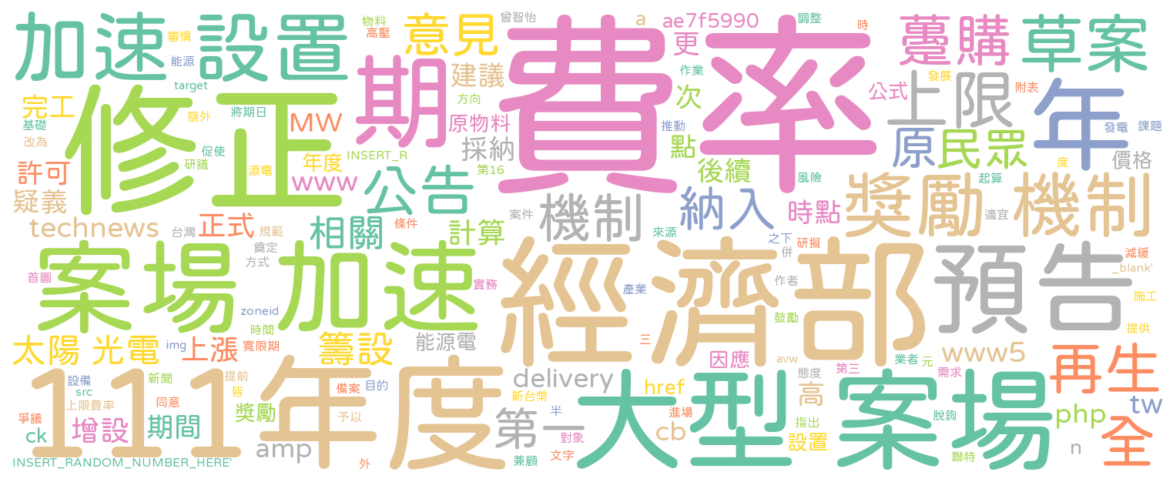 加速設置
審慎
能源
target
意見
物料
高壓
曾智怡
a
ae7f5990
更
調整
時
躉購
草案
費率
修正
期
建議
方向
作業
次
公式
發展
附表
上限
年
發電
課題
完工
基礎
改為
額外
將期日
MW
原物料
採納
推動
點
原
民眾
價格
促使
研議
源電
年度
INSERT_R
第16
後續
風險
起算
度
許可
疑義
www
公告
機制
納入
時點
獎勵機制
適宜
technews
台灣
正式
規範
相關
條件
計算
案件
來源
之下
研擬
併
減緩
_blank'
奠定
方式
首圖
案場加速
實務
經濟部
產業
作者
預告
施工
zoneid
時間
img
寬限期
能源電
鼓勵
提供
太陽 光電
上漲
籌設
三
因應
avw
第三
業者
元
www5
再生
111年度
設備
src
新聞
提前
皆
備案
目的
delivery
新台幣
href
態度
需求
tw
上限費率
同意
獎勵
予以
高
脫鉤
php
爭議
ck
增設
期間
amp
第一
半
對象
進場
cb
指出
設置
大型案場
n
全
INSERT_RANDOM_NUMBER_HERE'
外
兼顧
文字
聯特